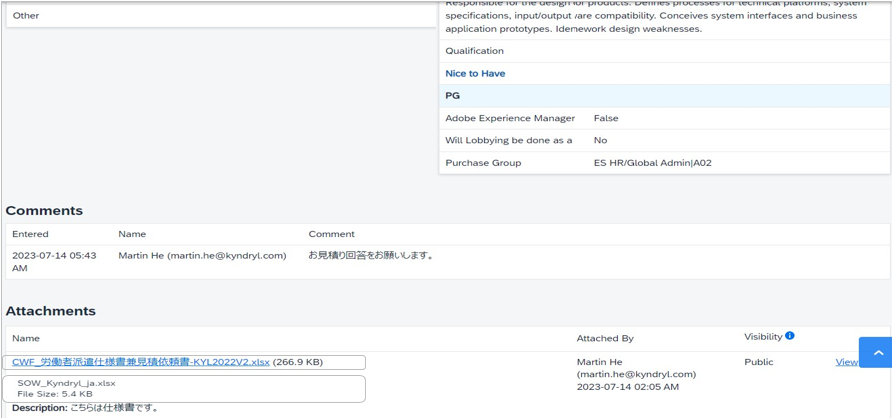 Other
Responsible for the design for products. Defines processes for technical platforms, system
specifications, input/output are compatibility. Conceives system interfaces and business
application prototypes. Idenework design weaknesses.
Qualification
Nice to Have
PG
Adobe Experience Manager False
Will Lobbying be done as a No
Purchase Group ES HR/Global Admin|A02
Comments
Entered Name Comment
2023-07-14 05:43 AM Martin He (martin.he@kyndryl.com) お見積り回答をお願いします。
Attachments
Name Attached By Visibility
CWF_労働者派遣仕様書兼見積依頼書-KYL2022V2.xlsx (266.9 KB) Martin He Public View
(martin.he@kyndryl.com)
2023-07-14 02:05 AM
SOW_Kyndryl_ja.xlsx
File Size: 5.4 KB
Description: こちらは仕様書です。